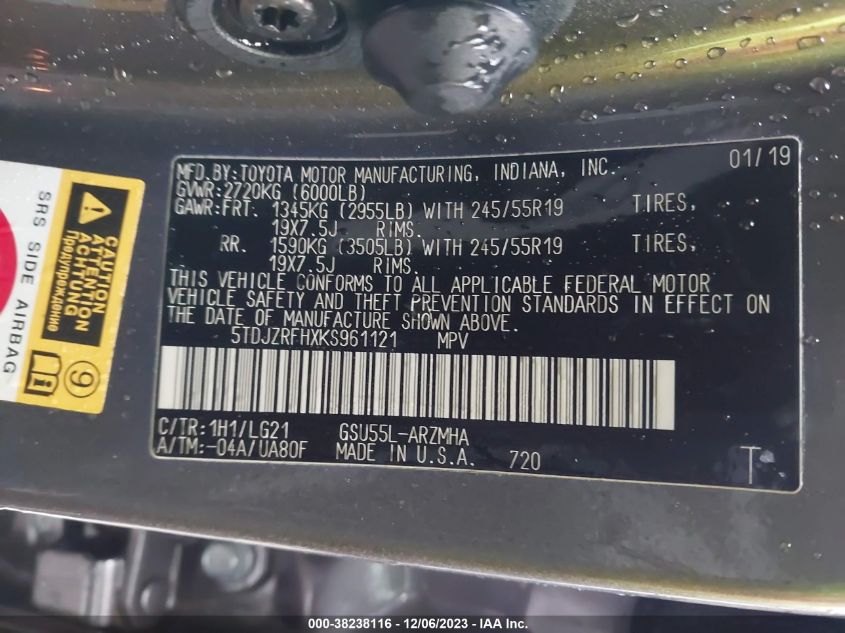 MFD. BY: TOYOTA MOTOR MANUFACTURING, INDIANA, INC. 01/19
GVWR: 2720KG (6000LB)
GAWR: FRT. 1345KG (2955LB) WITH 245/55R19 TIRES,
19X7.5J RIMS.
RR. 1590KG (3505LB) WITH 245/55R19 TIRES,
19X7.5J RIMS.
THIS VEHICLE CONFORMS TO ALL APPLICABLE FEDERAL MOTOR
VEHICLE SAFETY AND THEFT PREVENTION STANDARDS IN EFFECT ON
THE DATE OF MANUFACTURE SHOWN ABOVE.
5TDJZRFHXKS961121 MPV
C/TR: 1H1/LG21 GSU55L-ARZMHA
A/TM: -04A/UA80F MADE IN U.S.A. 720 T
SRS SIDE AIRBAG
CAUTION
ATTENTION
ACHTUNG
Предупреждение
9
000-38238116 - 12/06/2023 - IAA Inc.